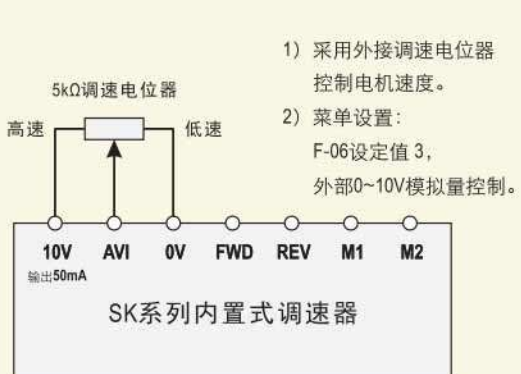 1）采用外接调速电位器
控制电机速度。
2）菜单设置：
F-06设定值 3，
外部0~10V模拟量控制。
5kΩ调速电位器
高速
低速
10V AVI 0V FWD REV M1 M2
输出50mA
SK系列内置式调速器